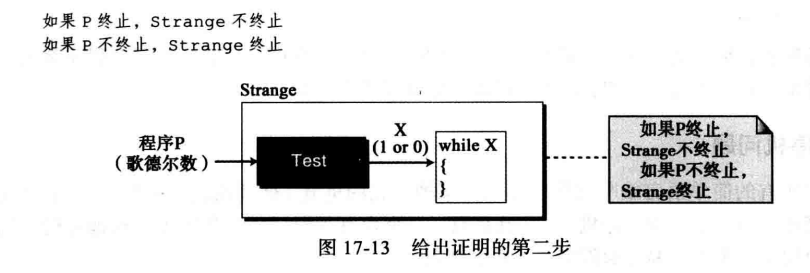 如果 P 终止，Strange 不终止
如果 P 不终止，Strange 终止
Strange
程序P
（歌德尔数）
Test
X
(1 or 0)
while X
{
}
如果P终止，
Strange不终止
如果P不终止，
Strange终止
图 17-13 给出证明的第二步